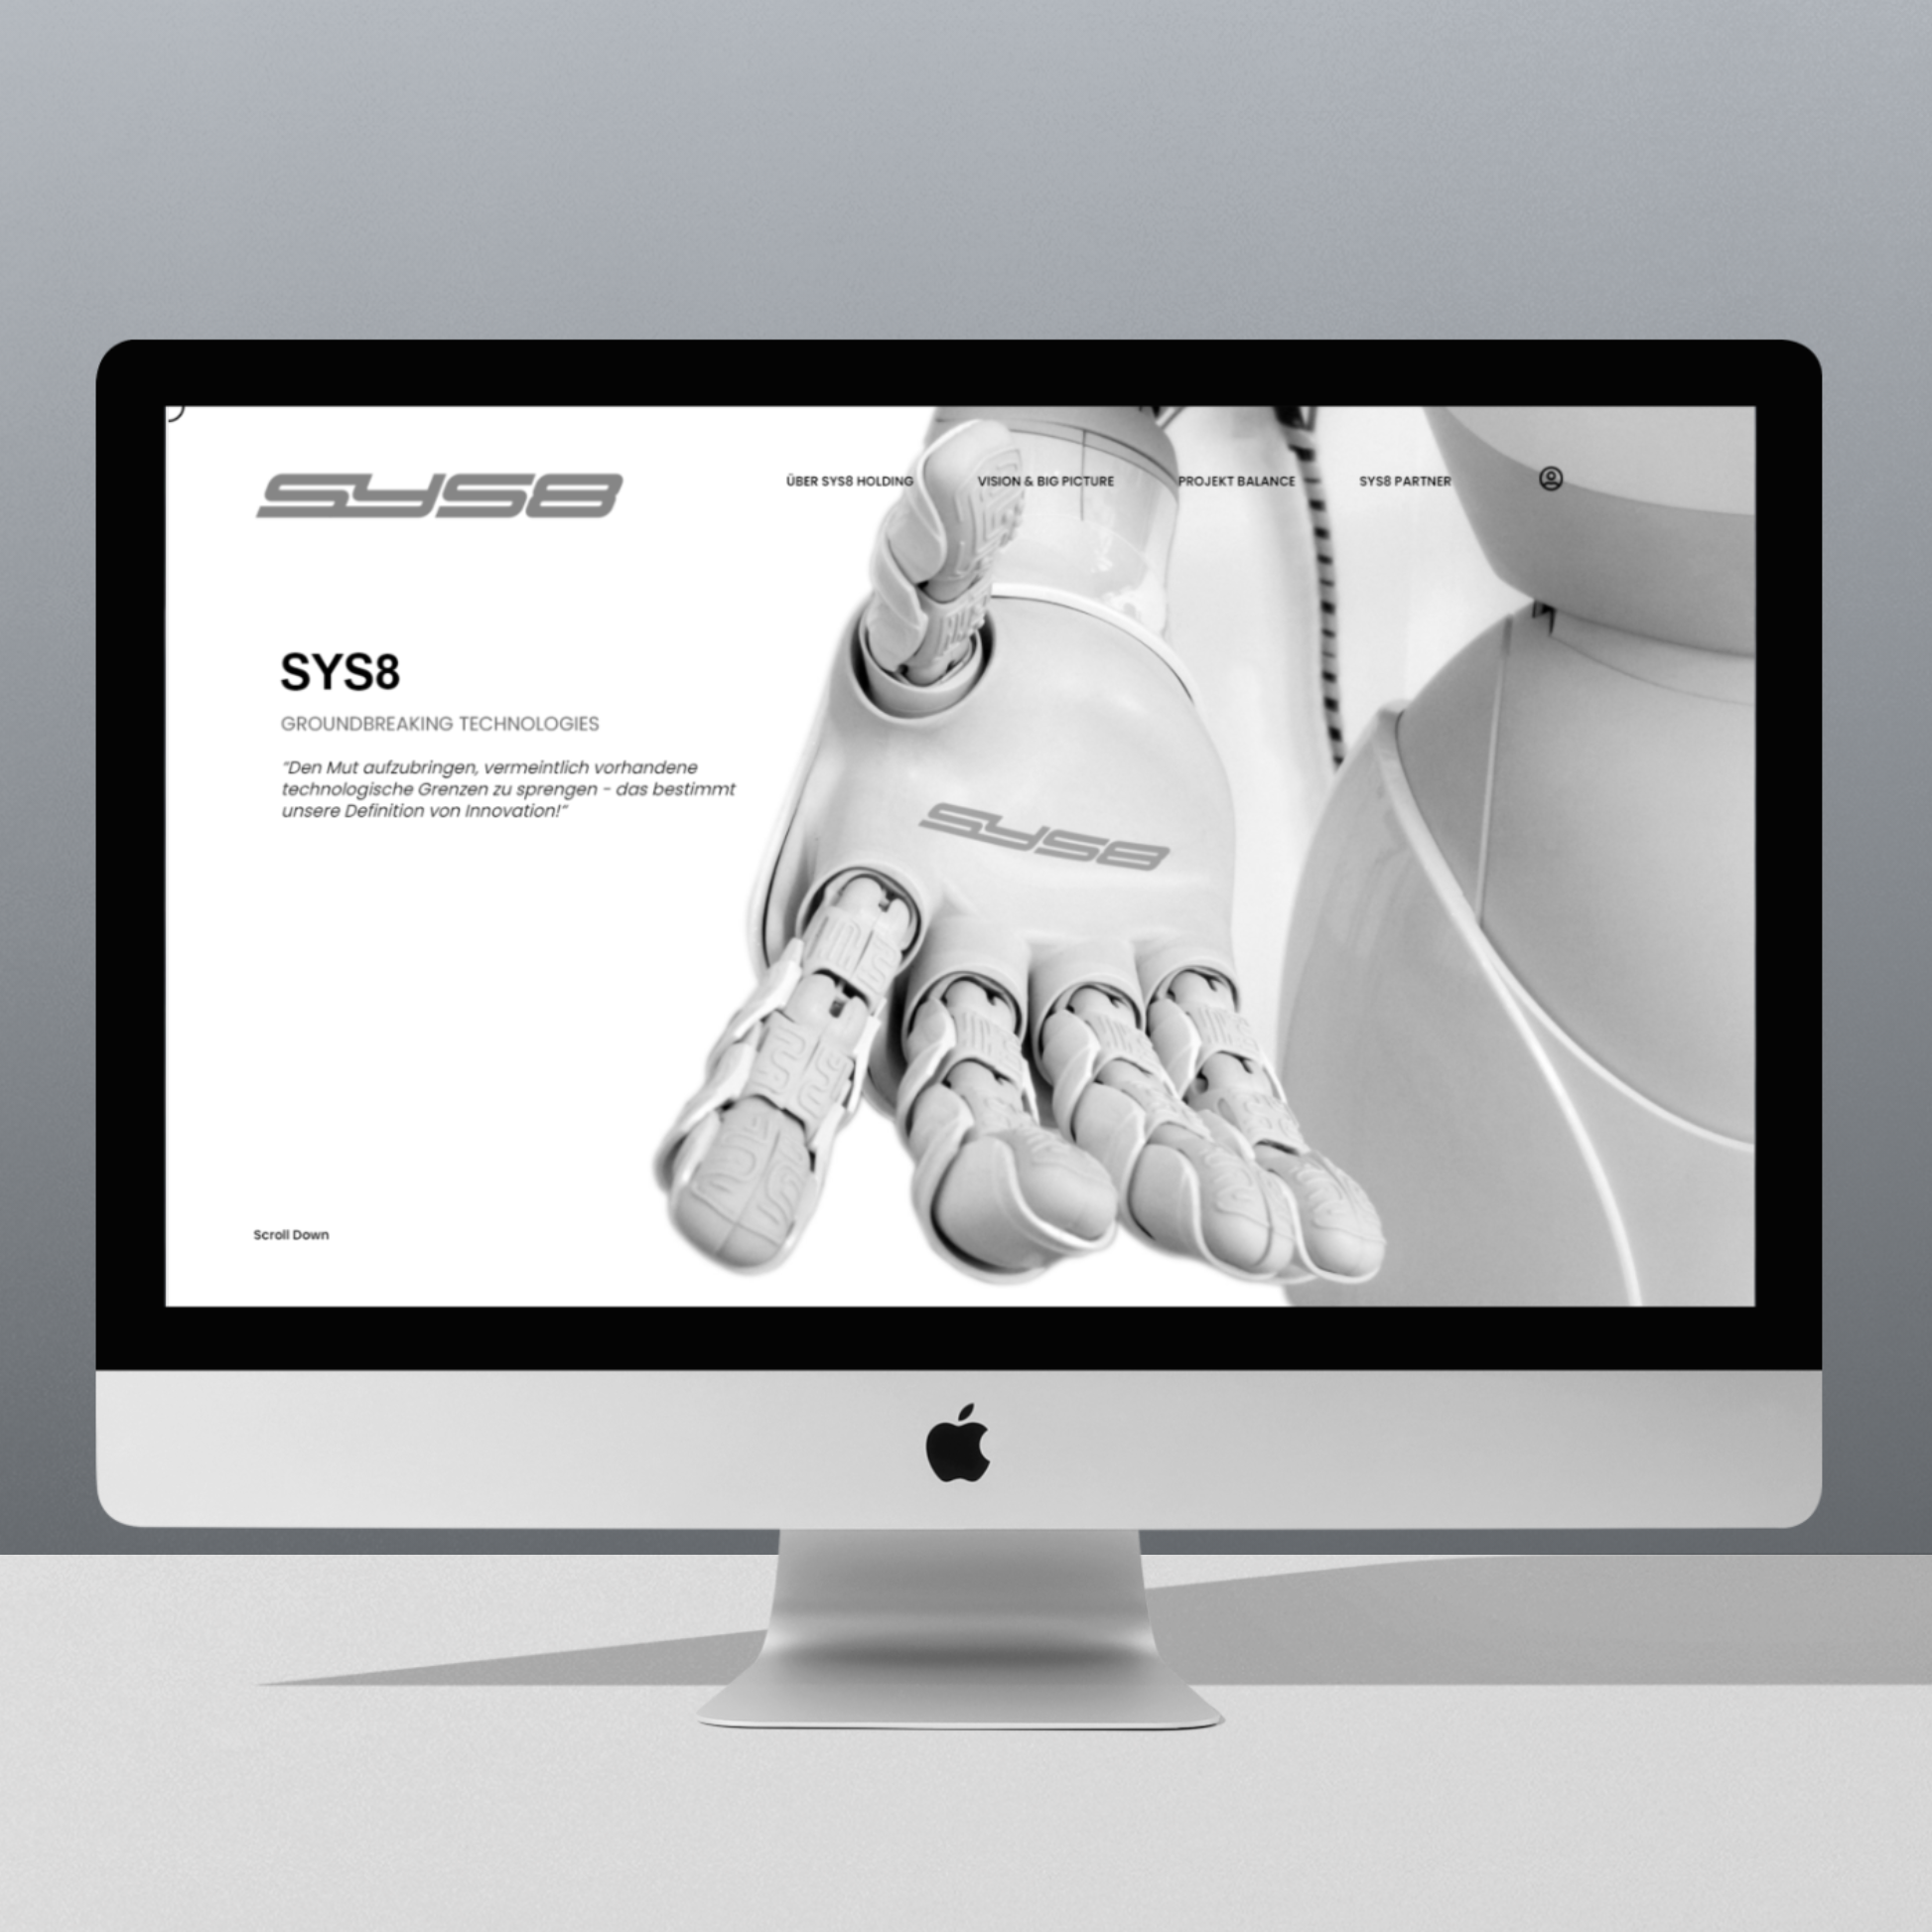 SYS8
ÜBER SYS8 HOLDING
VISION & BIG PICTURE
PROJEKT BALANCE
SYS8 PARTNER
SYS8
GROUNDBREAKING TECHNOLOGIES
“Den Mut aufzubringen, vermeintlich vorhandene
technologische Grenzen zu sprengen - das bestimmt
unsere Definition von Innovation!”
SYS8
Scroll Down